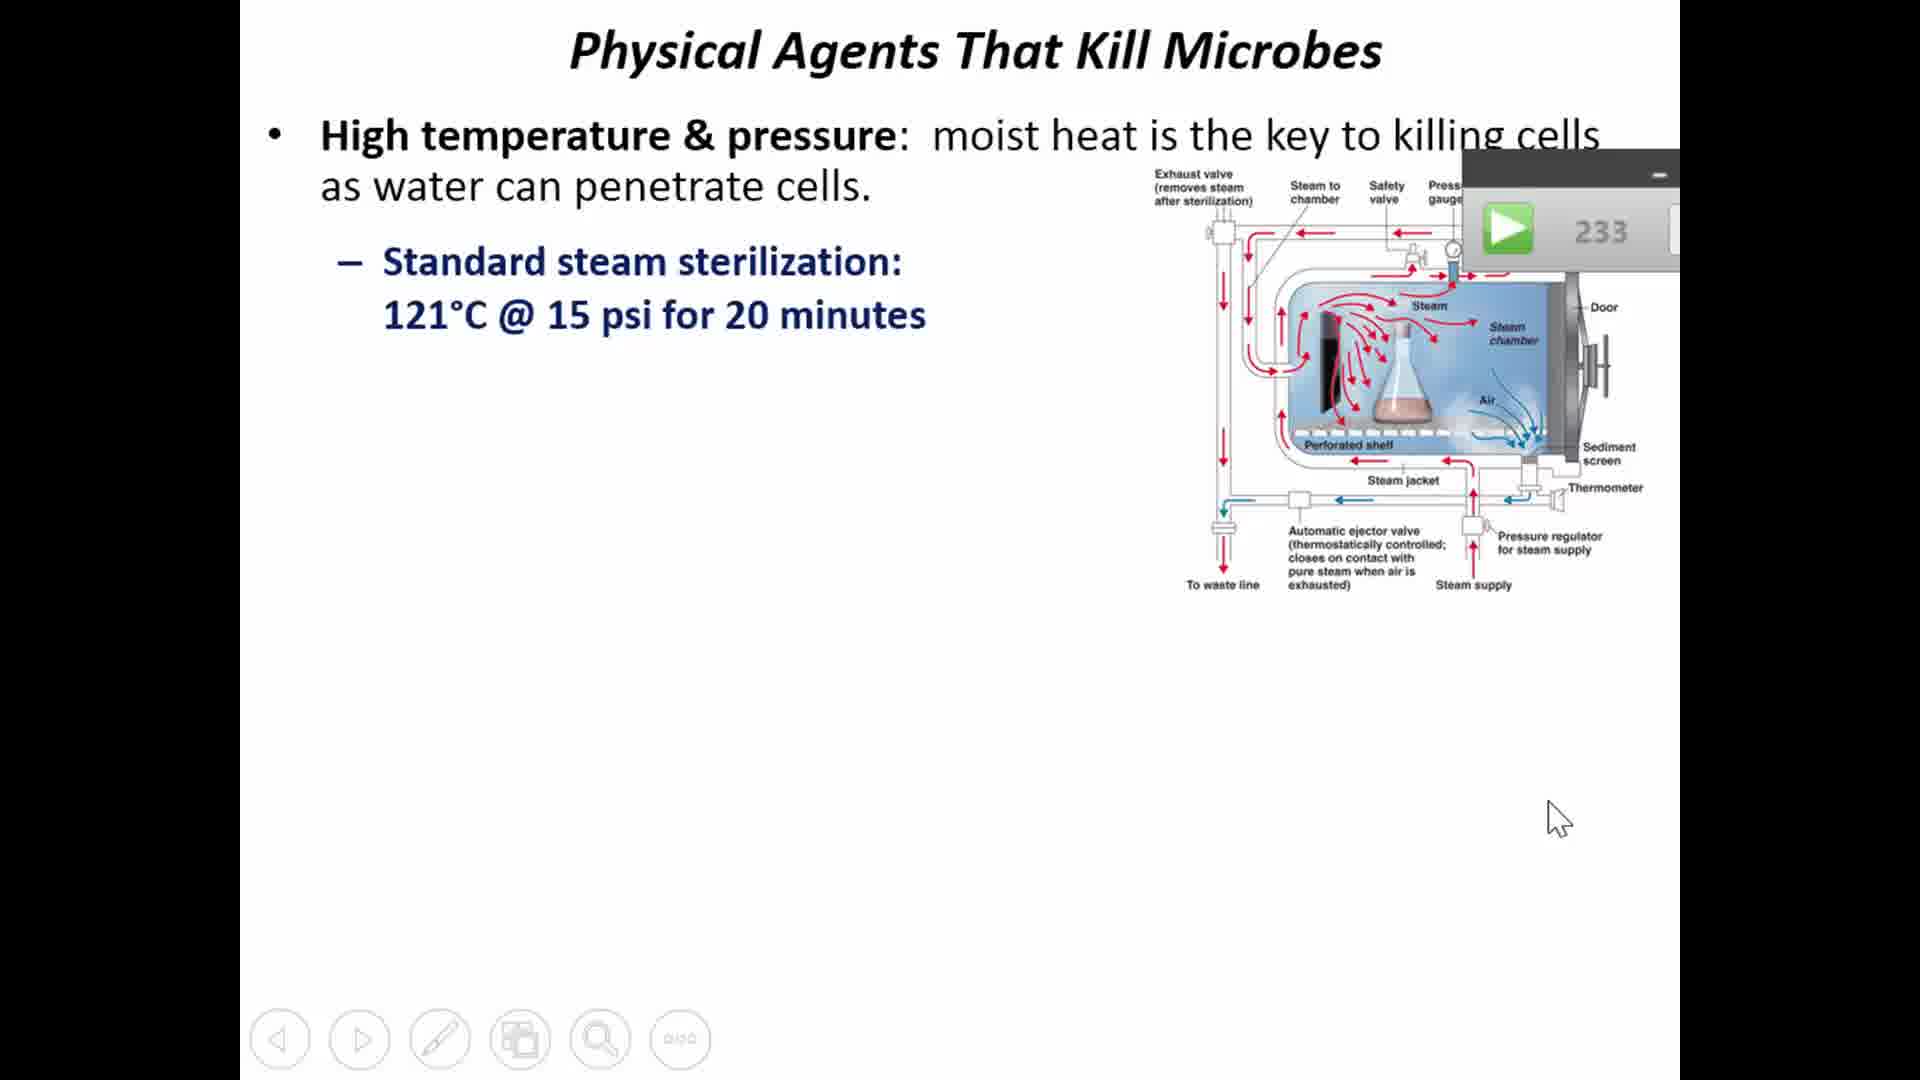 Physical Agents That Kill Microbes
• High temperature & pressure: moist heat is the key to killing cells
as water can penetrate cells.
– Standard steam sterilization:
121°C @ 15 psi for 20 minutes
Exhaust valve
(removes steam
after sterilization)
Steam to
chamber
Safety
valve
Press
gauge
233
Steam
Door
Steam
chamber
Air
Perforated shelf
Sediment
screen
Steam jacket
Thermometer
Automatic ejector valve
(thermostatically controlled;
closes on contact with
pure steam when air is
exhausted)
Pressure regulator
for steam supply
To waste line
Steam supply